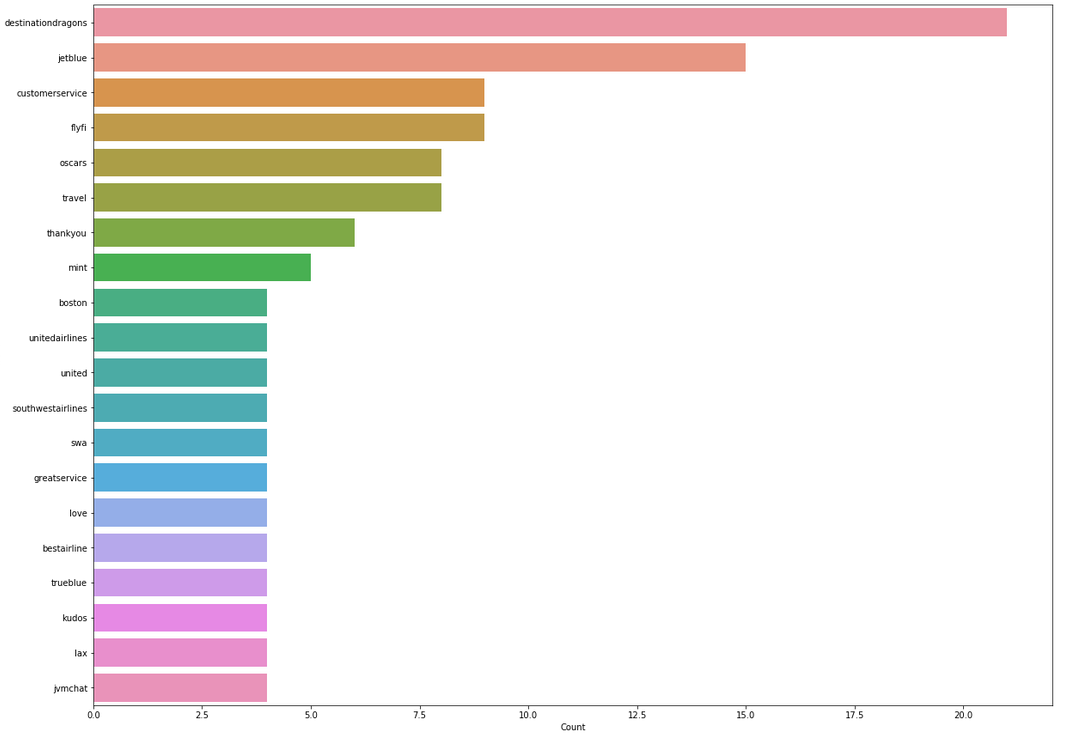 destinationdragons
jetblue
customerservice
flyfi
oscars
travel
thankyou
mint
boston
unitedairlines
united
southwestairlines
swa
greatservice
love
bestairline
trueblue
kudos
lax
jvmchat
0.0 2.5 5.0 7.5 10.0 12.5 15.0 17.5 20.0
Count